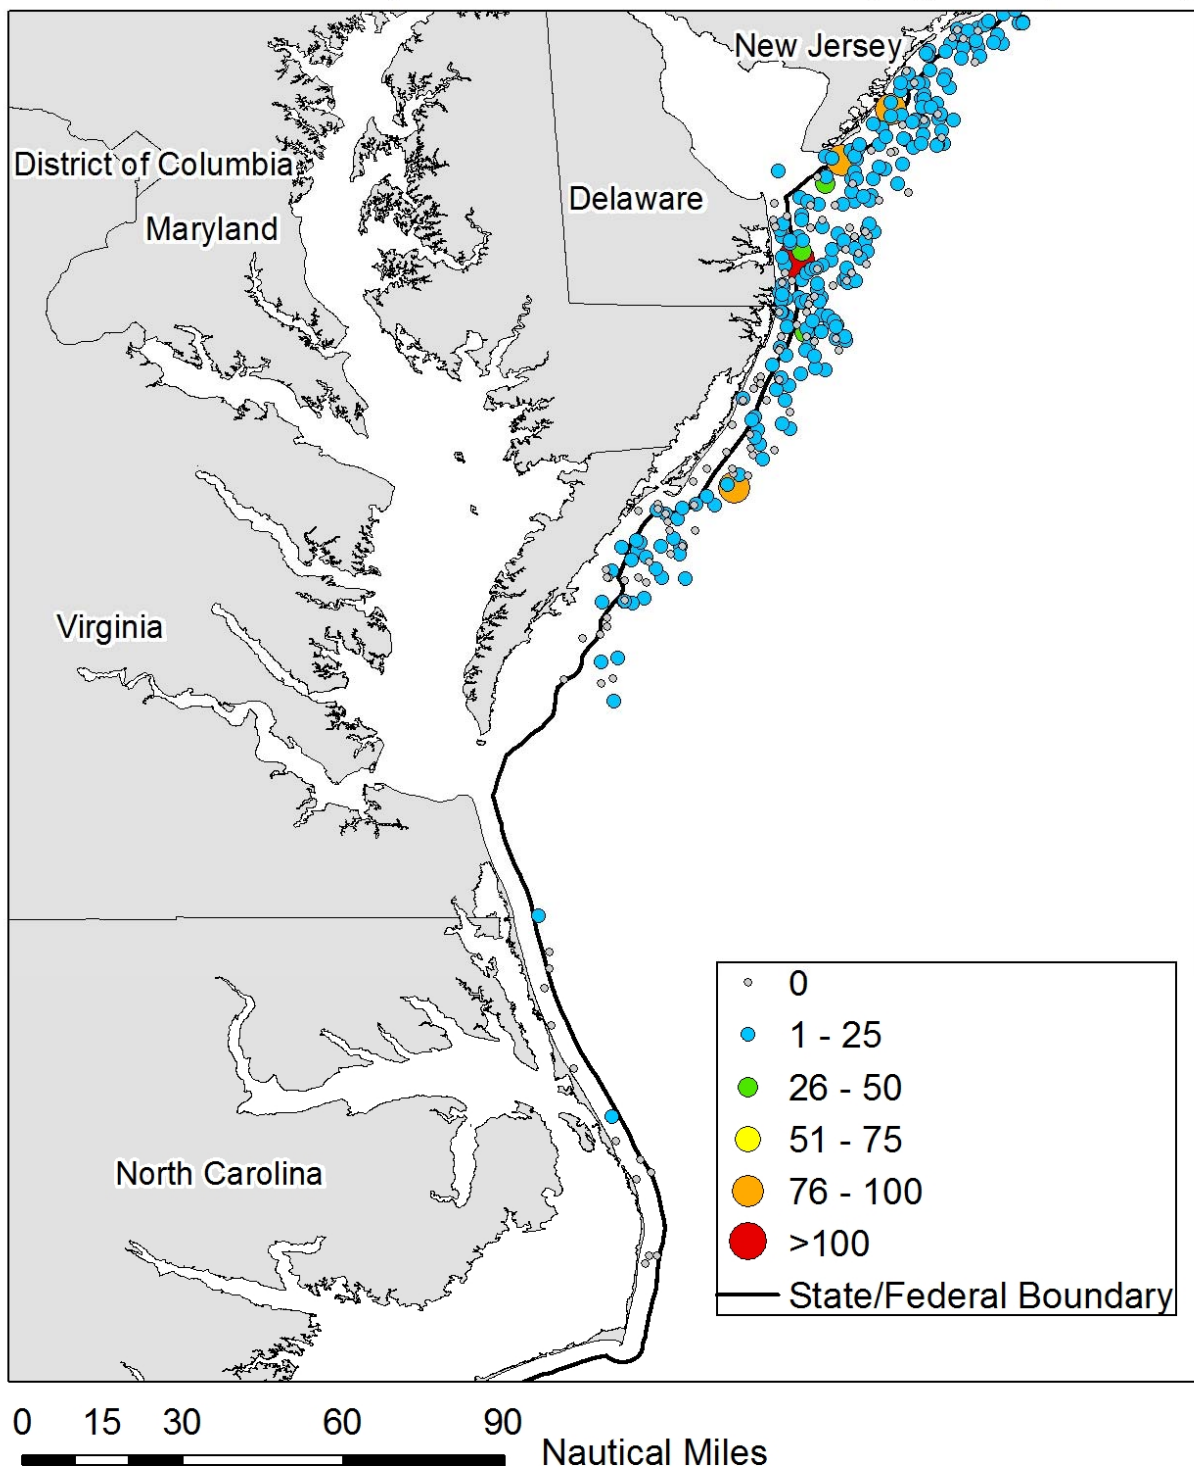 New Jersey
District of Columbia
Delaware
Maryland
Virginia
North Carolina
0
1 - 25
26 - 50
51 - 75
76 - 100
>100
State/Federal Boundary
0 15 30 60 90
Nautical Miles